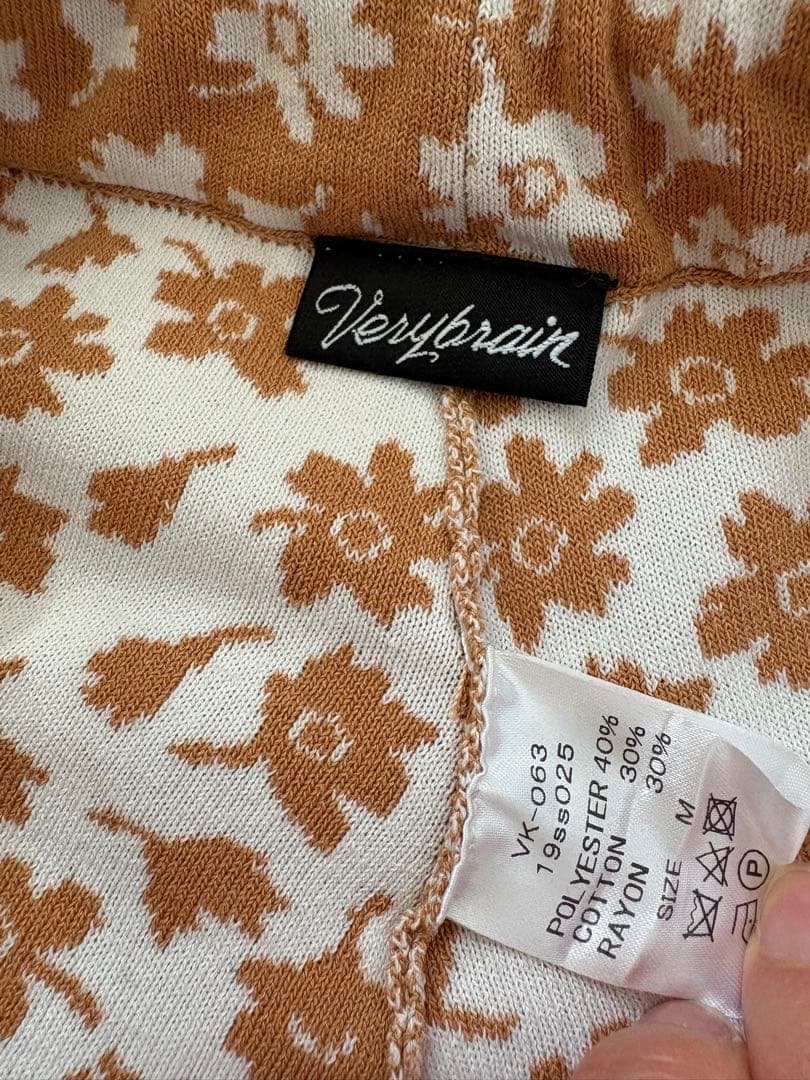 Verybrain
VK-063
19ss025
POLYESTER 40%
COTTON 30%
RAYON 30%
SIZE M
P